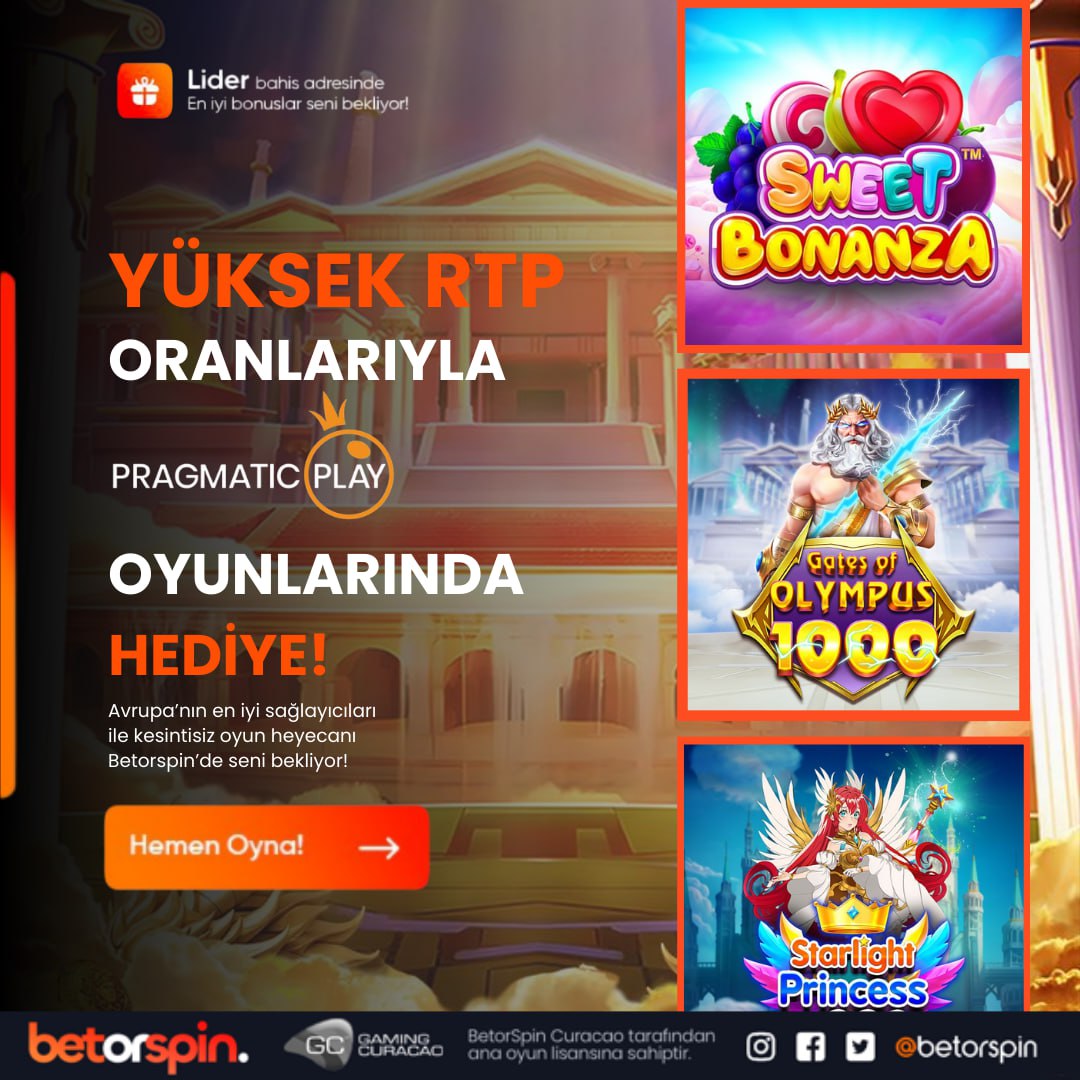 Lider bahis adresinde
En iyi bonuslar seni bekliyor!
YÜKSEK RTP
ORANLARIYLA
PRAGMATIC PLAY
OYUNLARINDA
HEDİYE!
Avrupa’nın en iyi sağlayıcıları
ile kesintisiz oyun heyecanı
Betorspin’de seni bekliyor!
Hemen Oyna! →
SWEET™
BONANZA
Gates of
OLYMPUS
1000
Starlight
Princess
betorspin.
GC GAMING
CURACAO
BetorSpin Curacao tarafından
ana oyun lisansına sahiptir.
@betorspin